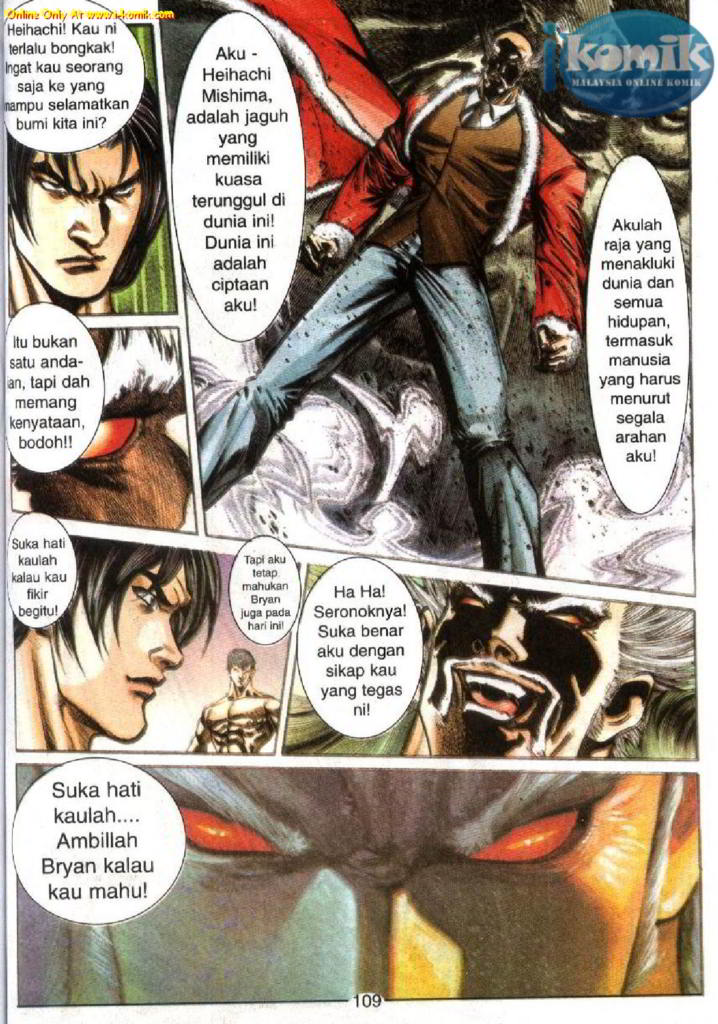 Online Only At www.i-komik.com
ikomik
MALAYSIA ONLINE KOMIK
Heihachi! Kau ni
terlalu bongkak!
Ingat kau seorang
saja ke yang
mampu selamatkan
bumi kita ini?
Aku -
Heihachi
Mishima,
adalah jaguh
yang
memiliki
kuasa
terunggul di
dunia ini!
Dunia ini
adalah
ciptaan
aku!
Akulah
raja yang
menakluki
dunia dan
semua
hidupan,
termasuk
manusia
yang harus
menurut
segala
arahan
aku!
Itu bukan
satu anda-
an, tapi dah
memang
kenyataan,
bodoh!!
Suka hati
kaulah
kalau kau
fikir
begitu!
Tapi aku
tetap
mahukan
Bryan
juga pada
hari ini!
Ha Ha!
Seronoknya!
Suka benar
aku dengan
sikap kau
yang tegas
ni!
Suka hati
kaulah....
Ambillah
Bryan kalau
kau mahu!
109